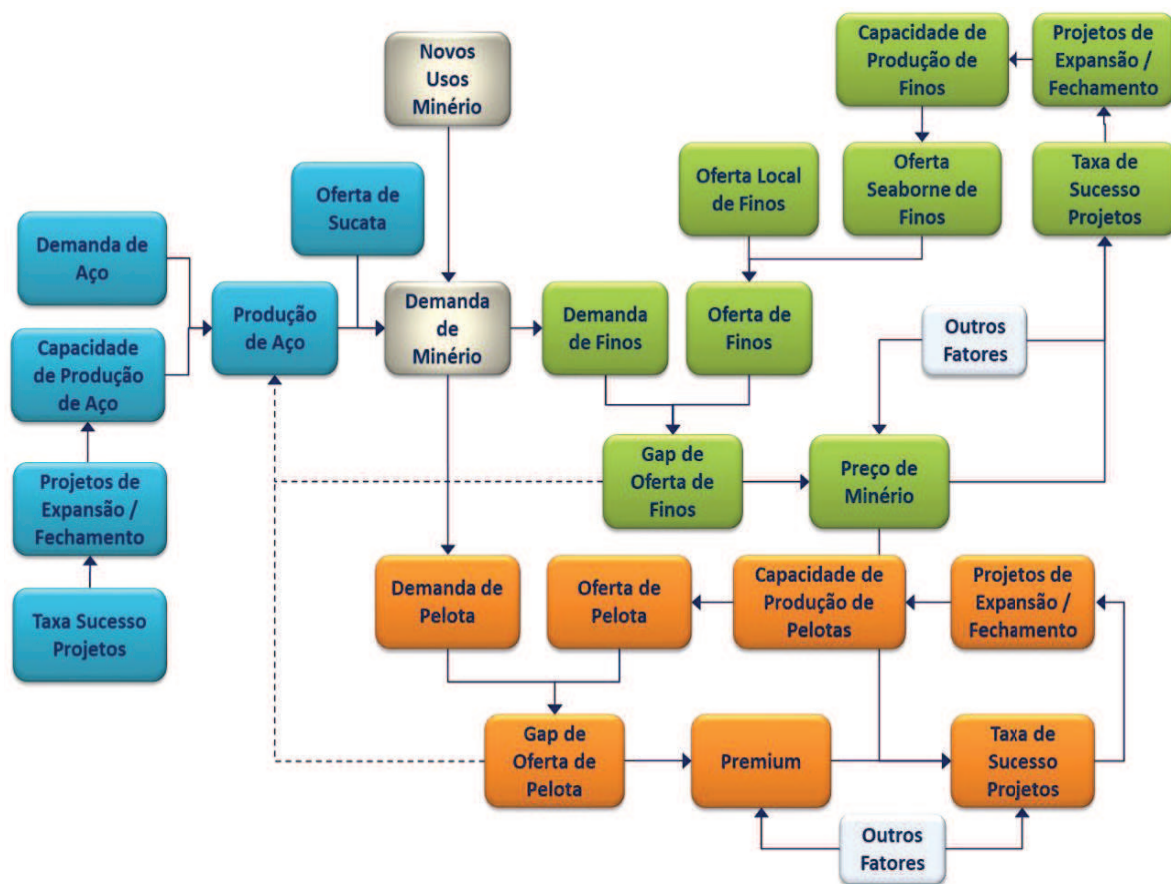 Novos
Usos
Minério
Capacidade de
Produção de
Finos
Projetos de
Expansão /
Fechamento
Oferta de
Sucata
Oferta Local
de Finos
Oferta
Seaborne de
Finos
Taxa de
Sucesso
Projetos
Demanda de
Aço
Produção
de Aço
Demanda
de
Minério
Demanda
de Finos
Oferta de
Finos
Outros
Fatores
Capacidade
de Produção
de Aço
Gap de
Oferta de
Finos
Preço de
Minério
Projetos de
Expansão /
Fechamento
Demanda de
Pelota
Oferta de
Pelota
Capacidade de
Produção de
Pelotas
Projetos de
Expansão /
Fechamento
Taxa Sucesso
Projetos
Gap de
Oferta de
Pelota
Premium
Taxa de
Sucesso
Projetos
Outros
Fatores